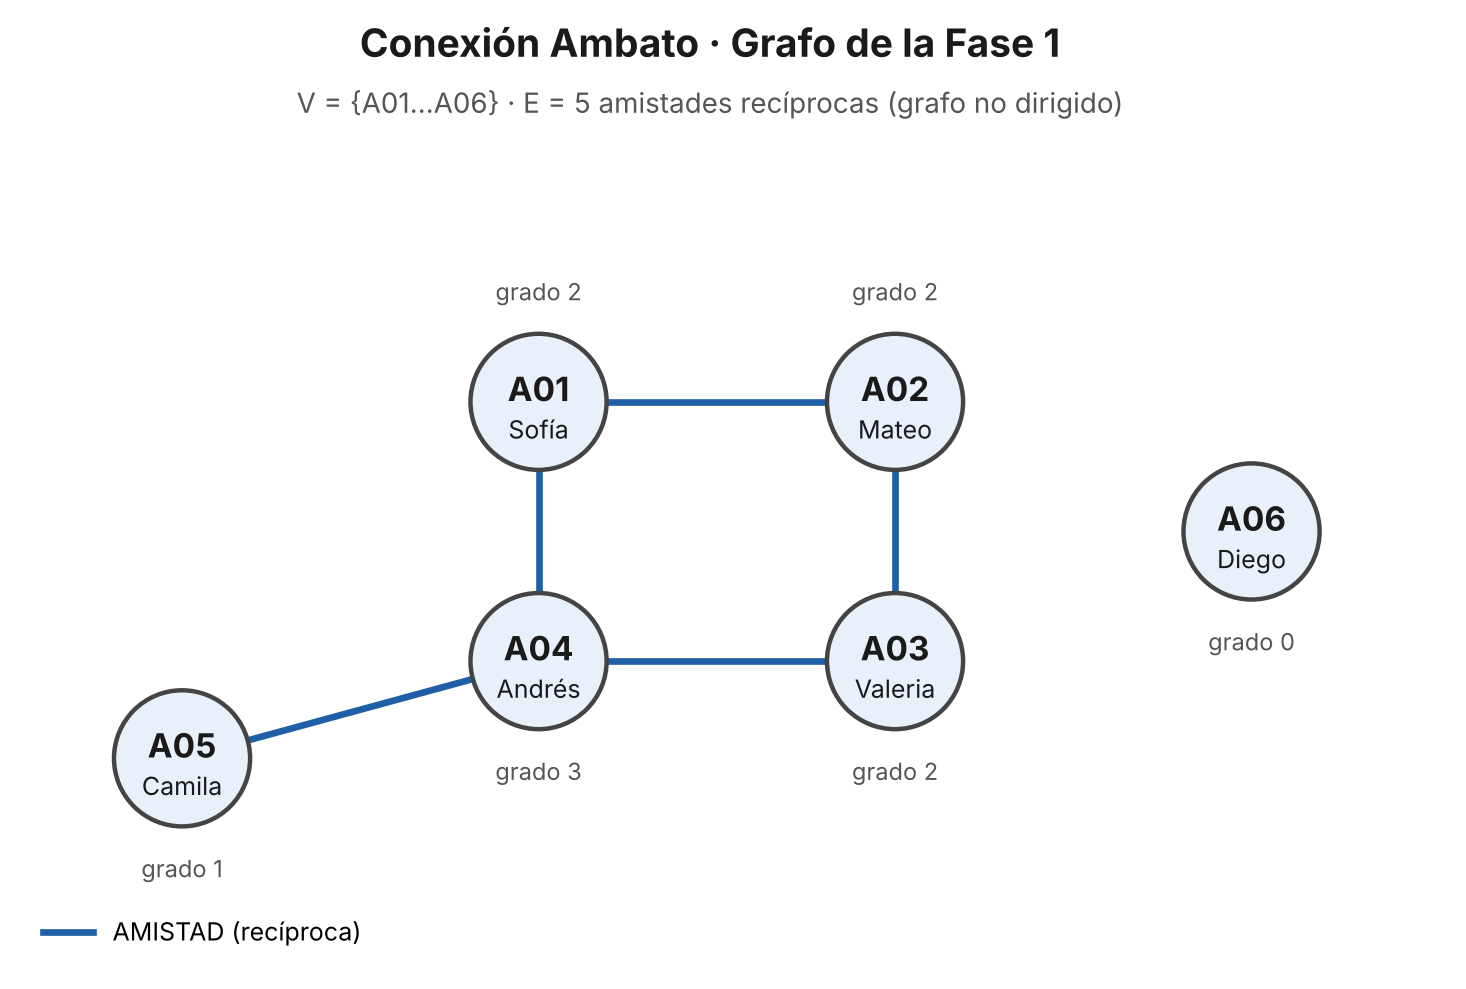 Conexión Ambato · Grafo de la Fase 1
V = {A01...A06} · E = 5 amistades recíprocas (grafo no dirigido)
grado 2
grado 2
A01
Sofía
A02
Mateo
A06
Diego
grado 0
A04
Andrés
A03
Valeria
A05
Camila
grado 3
grado 2
grado 1
AMISTAD (recíproca)